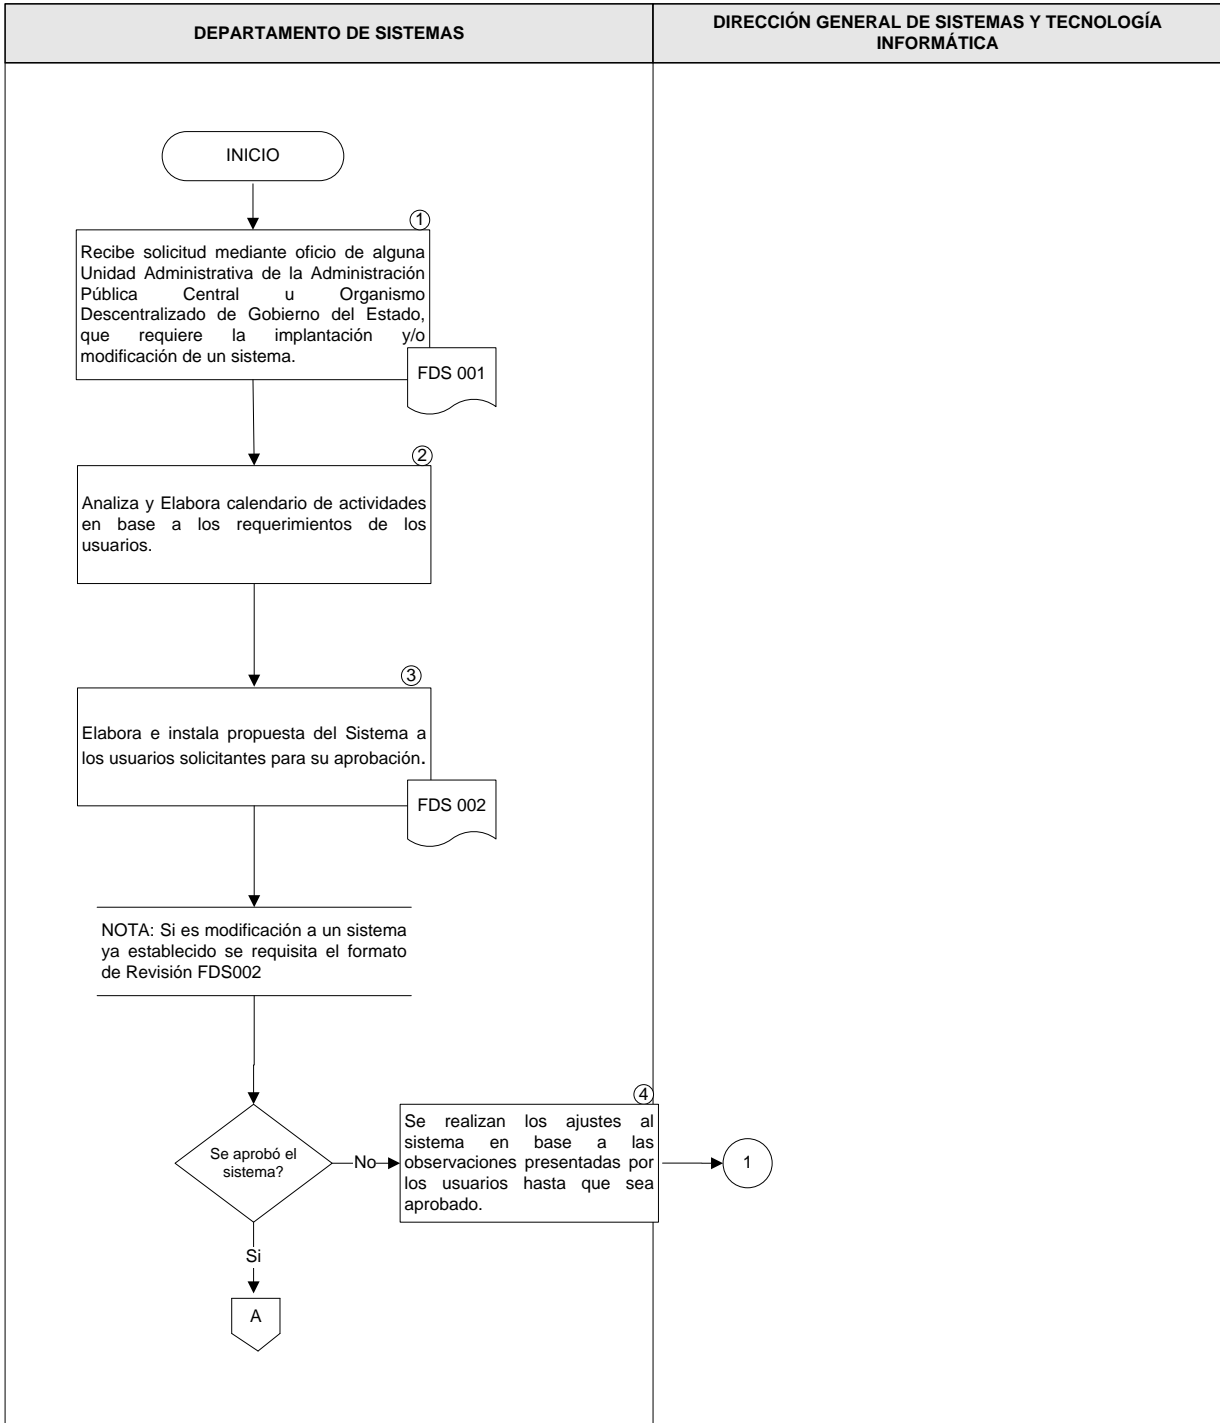 DEPARTAMENTO DE SISTEMAS
DIRECCIÓN GENERAL DE SISTEMAS Y TECNOLOGÍA
INFORMÁTICA
INICIO
1
Recibe solicitud mediante oficio de alguna
Unidad Administrativa de la Administración
Pública Central u Organismo
Descentralizado de Gobierno del Estado,
que requiere la implantación y/o
modificación de un sistema.
FDS 001
2
Analiza y Elabora calendario de actividades
en base a los requerimientos de los
usuarios.
3
Elabora e instala propuesta del Sistema a
los usuarios solicitantes para su aprobación.
FDS 002
NOTA: Si es modificación a un sistema
ya establecido se requisita el formato
de Revisión FDS002
Se aprobó el
sistema?
No
4
Se realizan los ajustes al
sistema en base a las
observaciones presentadas por
los usuarios hasta que sea
aprobado.
1
Si
A